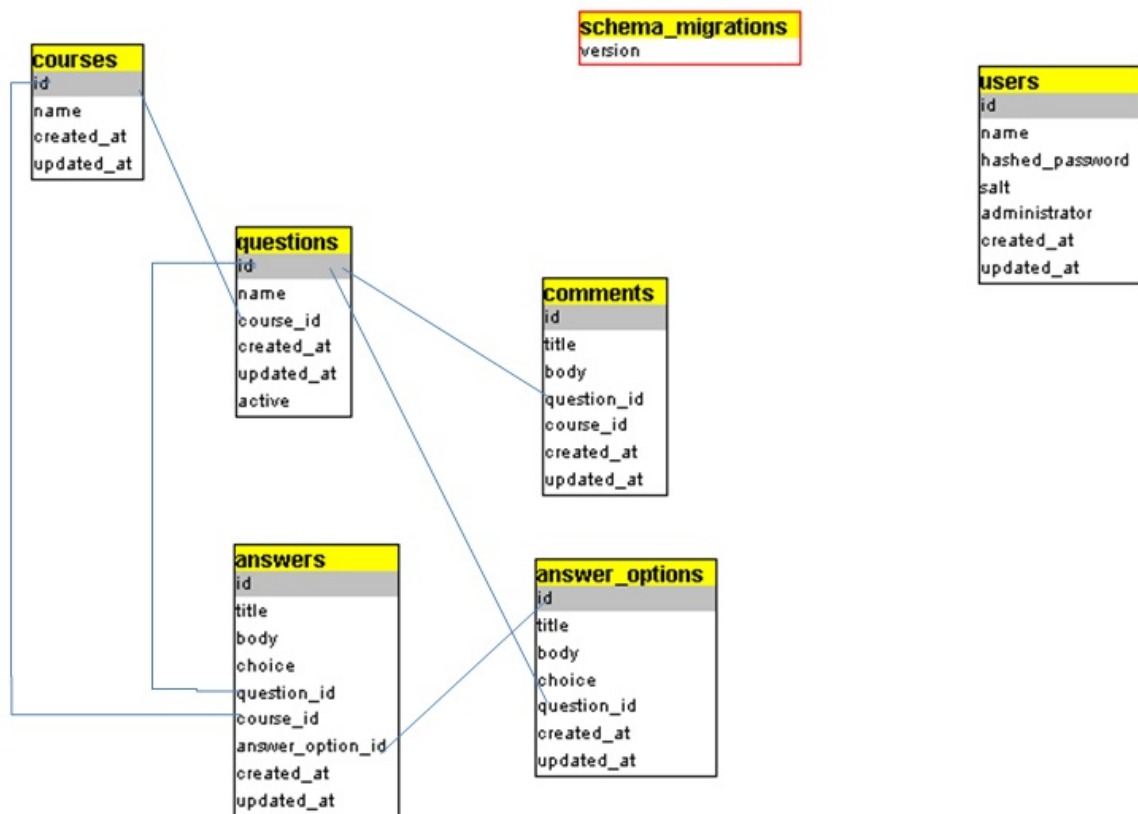 schema_migrations
version
courses
id
name
created_at
updated_at
users
id
name
hashed_password
salt
administrator
created_at
updated_at
questions
id
name
course_id
created_at
updated_at
active
comments
id
title
body
question_id
course_id
created_at
updated_at
answers
id
title
body
choice
question_id
course_id
answer_option_id
created_at
updated_at
answer_options
id
title
body
choice
question_id
created_at
updated_at